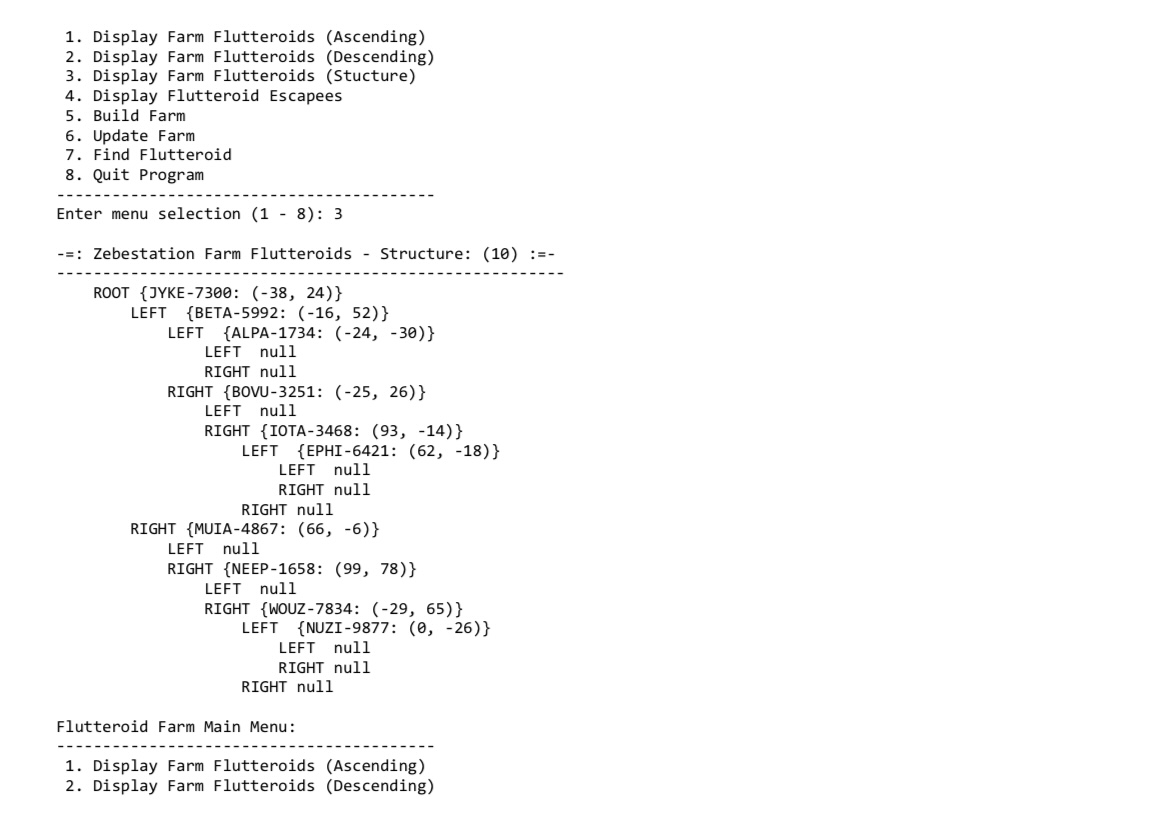 1. Display Farm Flutteroids (Ascending)
2. Display Farm Flutteroids (Descending)
3. Display Farm Flutteroids (Stucture)
4. Display Flutteroid Escapees
5. Build Farm
6. Update Farm
7. Find Flutteroid
8. Quit Program
-----------------------------------------
Enter menu selection (1 - 8): 3
-=: Zebestation Farm Flutteroids - Structure: (10) :=-
-------------------------------------------------------
ROOT {JYKE-7300: (-38, 24)}
LEFT  {BETA-5992: (-16, 52)}
LEFT  {ALPA-1734: (-24, -30)}
LEFT  null
RIGHT null
RIGHT {BOVU-3251: (-25, 26)}
LEFT  null
RIGHT {IOTA-3468: (93, -14)}
LEFT  {EPHI-6421: (62, -18)}
LEFT  null
RIGHT null
RIGHT null
RIGHT {MUIA-4867: (66, -6)}
LEFT  null
RIGHT {NEEP-1658: (99, 78)}
LEFT  null
RIGHT {WOUZ-7834: (-29, 65)}
LEFT  {NUZI-9877: (0, -26)}
LEFT  null
RIGHT null
RIGHT null
Flutteroid Farm Main Menu:
-----------------------------------------
1. Display Farm Flutteroids (Ascending)
2. Display Farm Flutteroids (Descending)